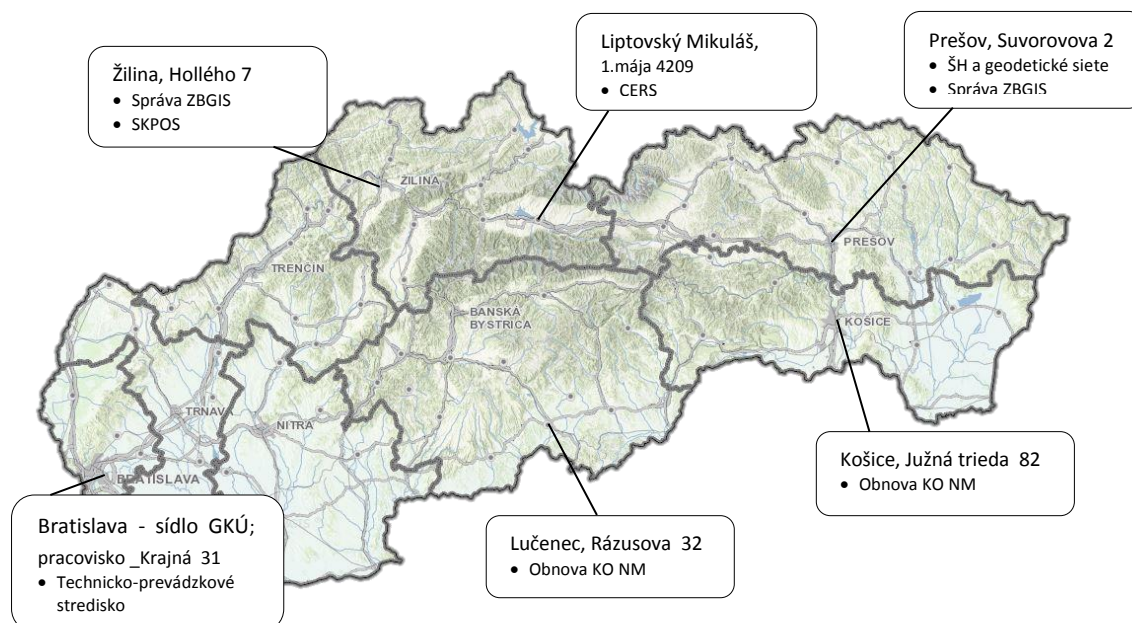 Žilina, Hollého 7
• Správa ZBGIS
• SKPOS
Liptovský Mikuláš,
1.mája 4209
• CERS
Prešov, Suvorovova 2
• ŠH a geodetické siete
• Správa ZBGIS
ŽILINA
PREŠOV
TRENČÍN
BANSKÁ
BYSTRICA
KOŠICE
TRNAVA
NITRA
BRATISLAVA
Košice, Južná trieda 82
• Obnova KO NM
Bratislava - sídlo GKÚ;
pracovisko _Krajná 31
• Technicko-prevádzkové
stredisko
Lučenec, Rázusova 32
• Obnova KO NM